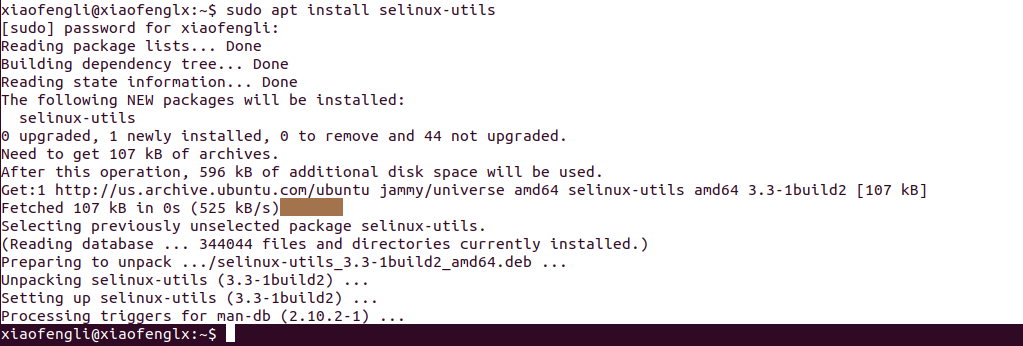 xiaofengli@xiaofenglx:~$ sudo apt install selinux-utils
[sudo] password for xiaofengli:
Reading package lists... Done
Building dependency tree... Done
Reading state information... Done
The following NEW packages will be installed:
  selinux-utils
0 upgraded, 1 newly installed, 0 to remove and 44 not upgraded.
Need to get 107 kB of archives.
After this operation, 596 kB of additional disk space will be used.
Get:1 http://us.archive.ubuntu.com/ubuntu jammy/universe amd64 selinux-utils amd64 3.3-1build2 [107 kB]
Fetched 107 kB in 0s (525 kB/s)
Selecting previously unselected package selinux-utils.
(Reading database ... 344044 files and directories currently installed.)
Preparing to unpack .../selinux-utils_3.3-1build2_amd64.deb ...
Unpacking selinux-utils (3.3-1build2) ...
Setting up selinux-utils (3.3-1build2) ...
Processing triggers for man-db (2.10.2-1) ...
xiaofengli@xiaofenglx:~$